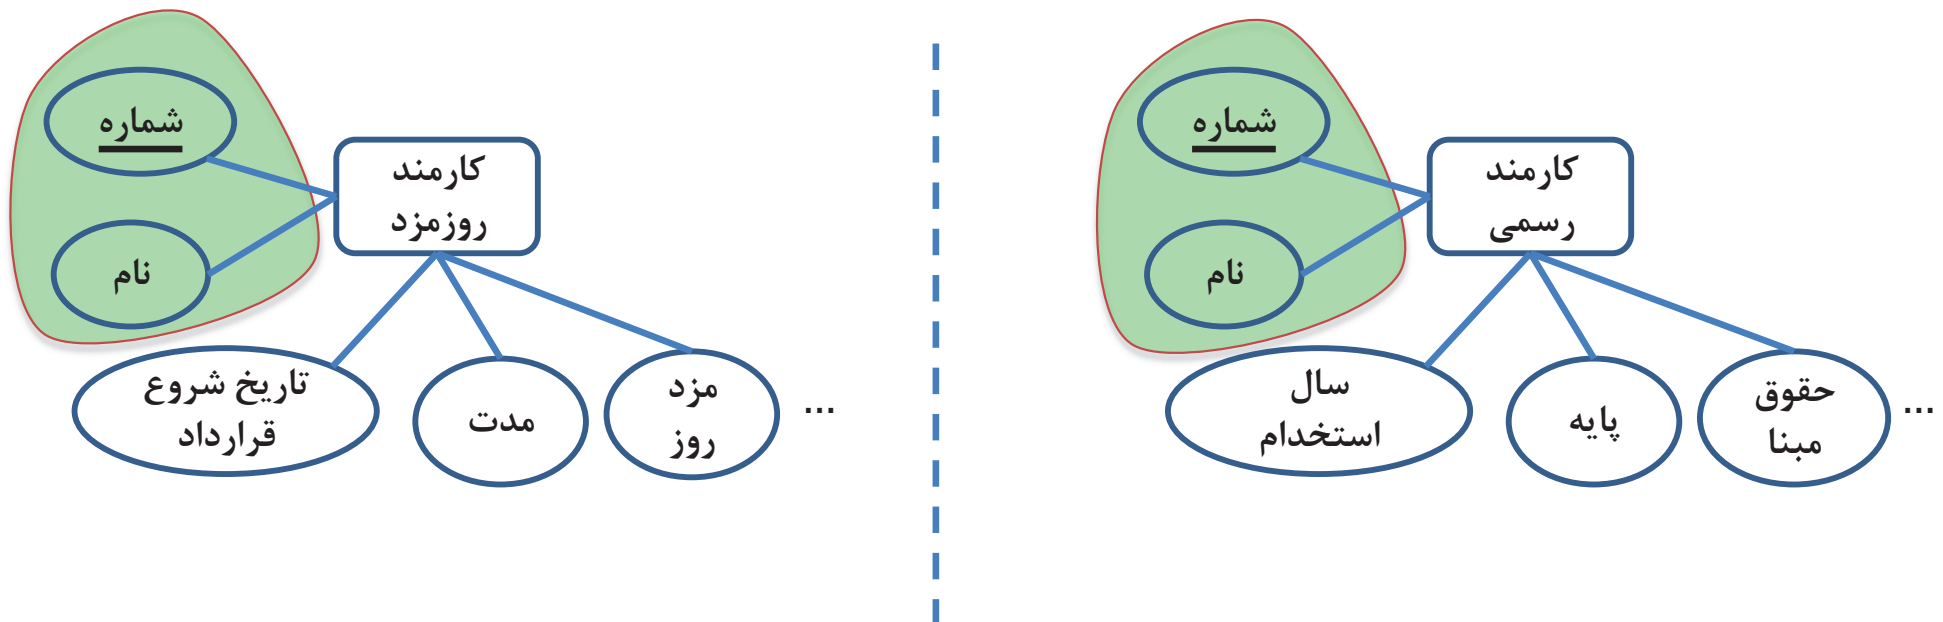 شماره
کارمند
رسمی
نام
حقوق
مبنا
پایه
سال
استخدام
...
شماره
کارمند
روزمزد
نام
مزد
روز
مدت
تاریخ شروع
قرارداد
...